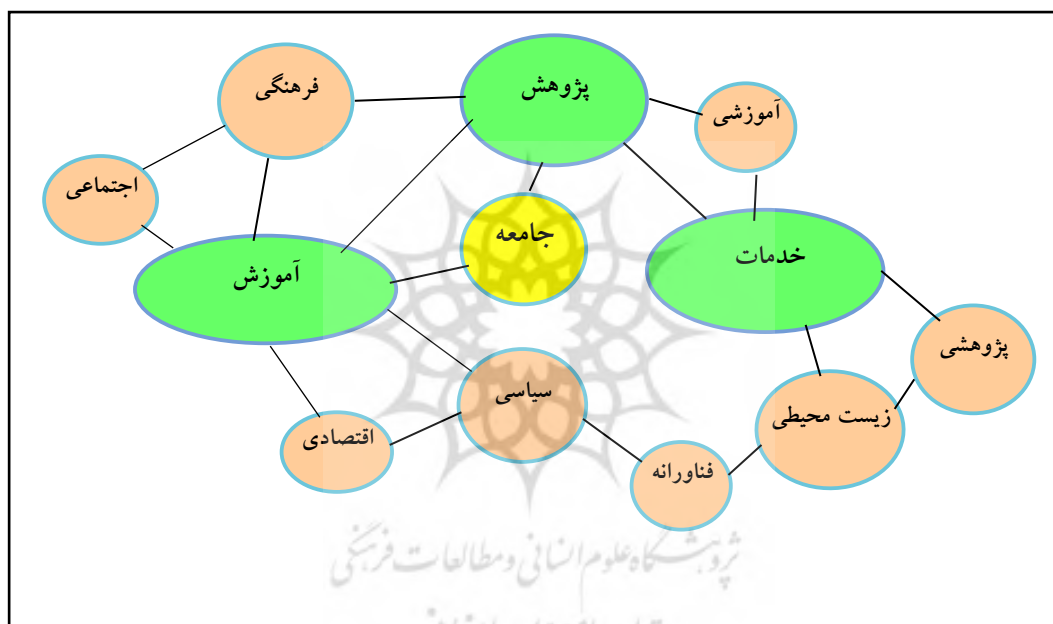 پژوهش
فرهنگی
آموزشی
اجتماعی
جامعه
خدمات
آموزش
پژوهشی
سیاسی
زیست محیطی
اقتصادی
فناورانه
پژوهشگاه علوم انسانی و مطالعات فرهنگی